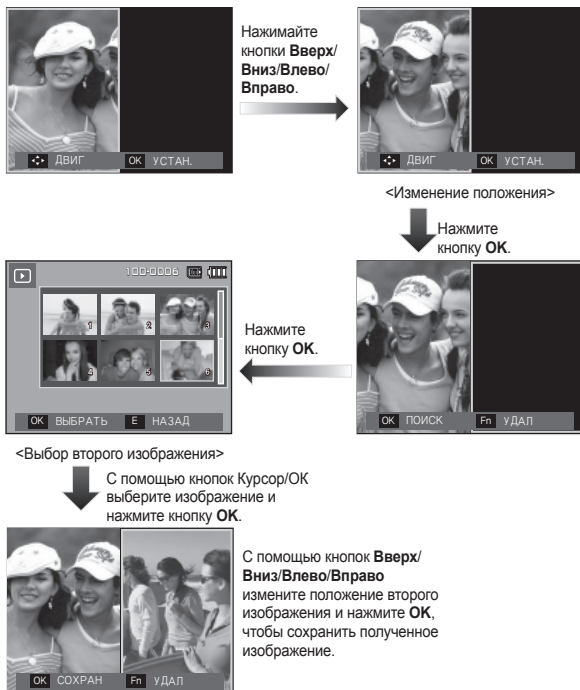 Нажимайте
кнопки Вверх/
Вниз/Влево/
Вправо.
ДВИГ OK УСТАН.
ДВИГ OK УСТАН.
<Изменение положения>
Нажмите
кнопку OK.
100-0006
1 2 3
4 5 6
OK ВЫБРАТЬ E НАЗАД
Нажмите
кнопку OK.
OK ПОИСК Fn УДАЛ
<Выбор второго изображения>
С помощью кнопок Курсор/ОК
выберите изображение и
нажмите кнопку OK.
OK СОХРАН Fn УДАЛ
С помощью кнопок Вверх/
Вниз/Влево/Вправо
измените положение второго
изображения и нажмите OK,
чтобы сохранить полученное
изображение.